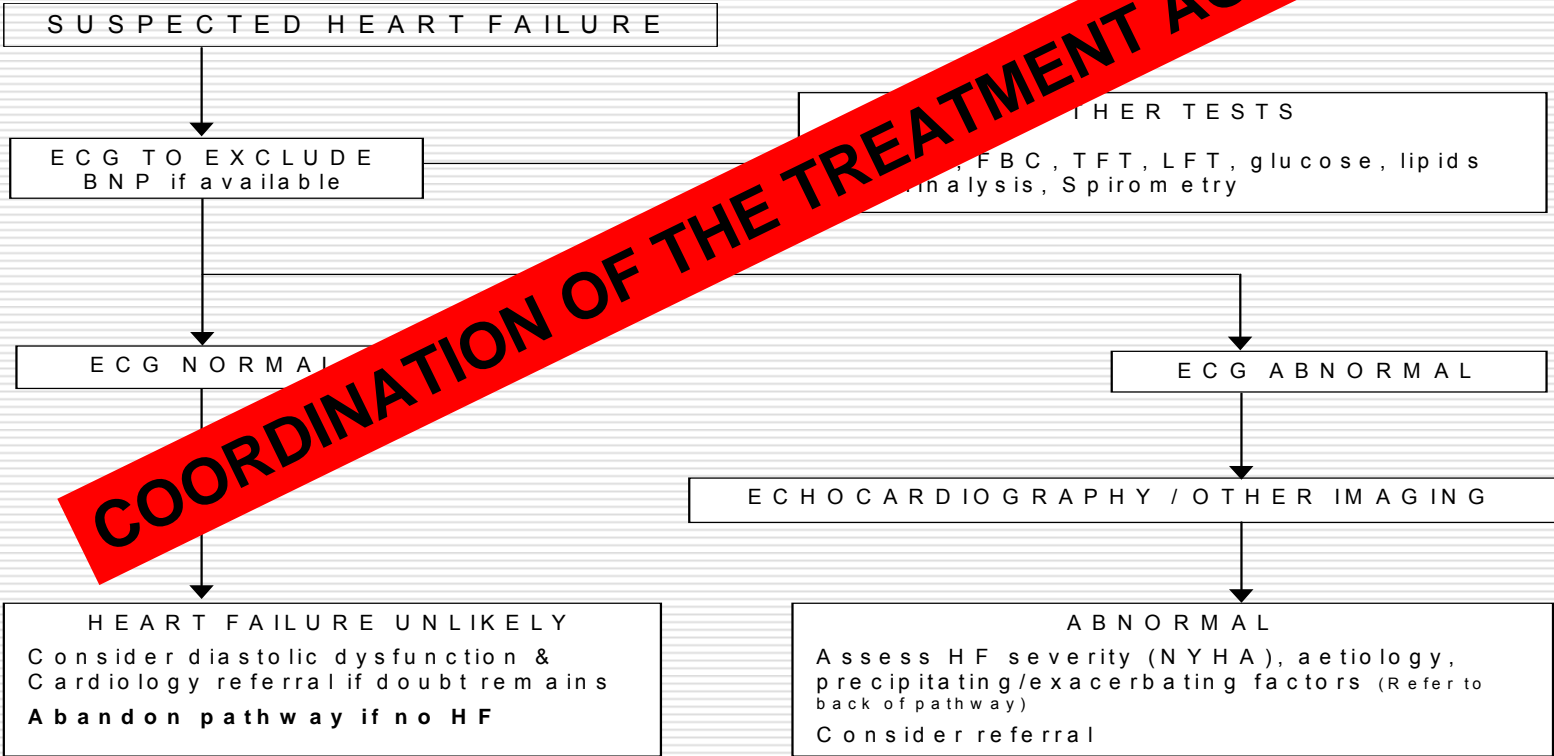 SUSPECTED HEART FAILURE
COORDINATION OF THE TREATMENT
ECG TO EXCLUDE
BNP if available
TESTS
FBC, TFT, LFT, glucose, lipids
Spirometry
ECG NORMAL
ECG ABNORMAL
ECHOCARDIOGRAPHY / OTHER IMAGING
HEART FAILURE UNLIKELY
Consider diastolic dysfunction &
Cardiology referral if doubt remains
Abandon pathway if no HF
ABNORMAL
Assess HF severity (NYHA), aetiology,
precipitating/exacerbating factors (Refer to
back of pathway)
Consider referral